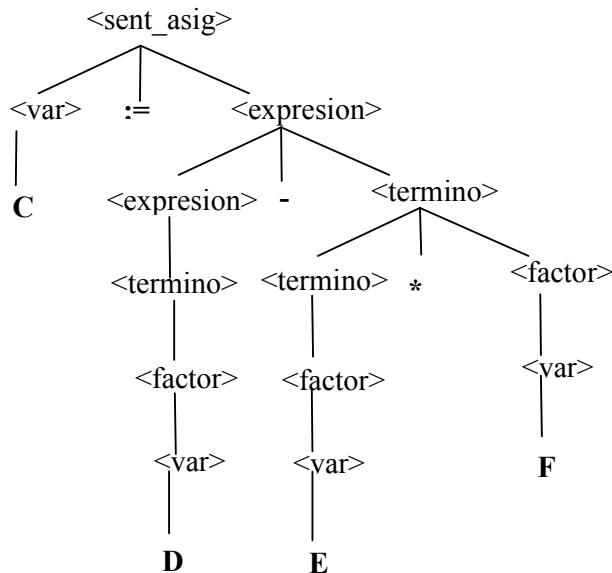 <sent_asig>
<var> := <expresion>
C <expresion> - <termino>
<termino> <termino> * <factor>
<factor> <factor> <var>
<var> <var> F
D E